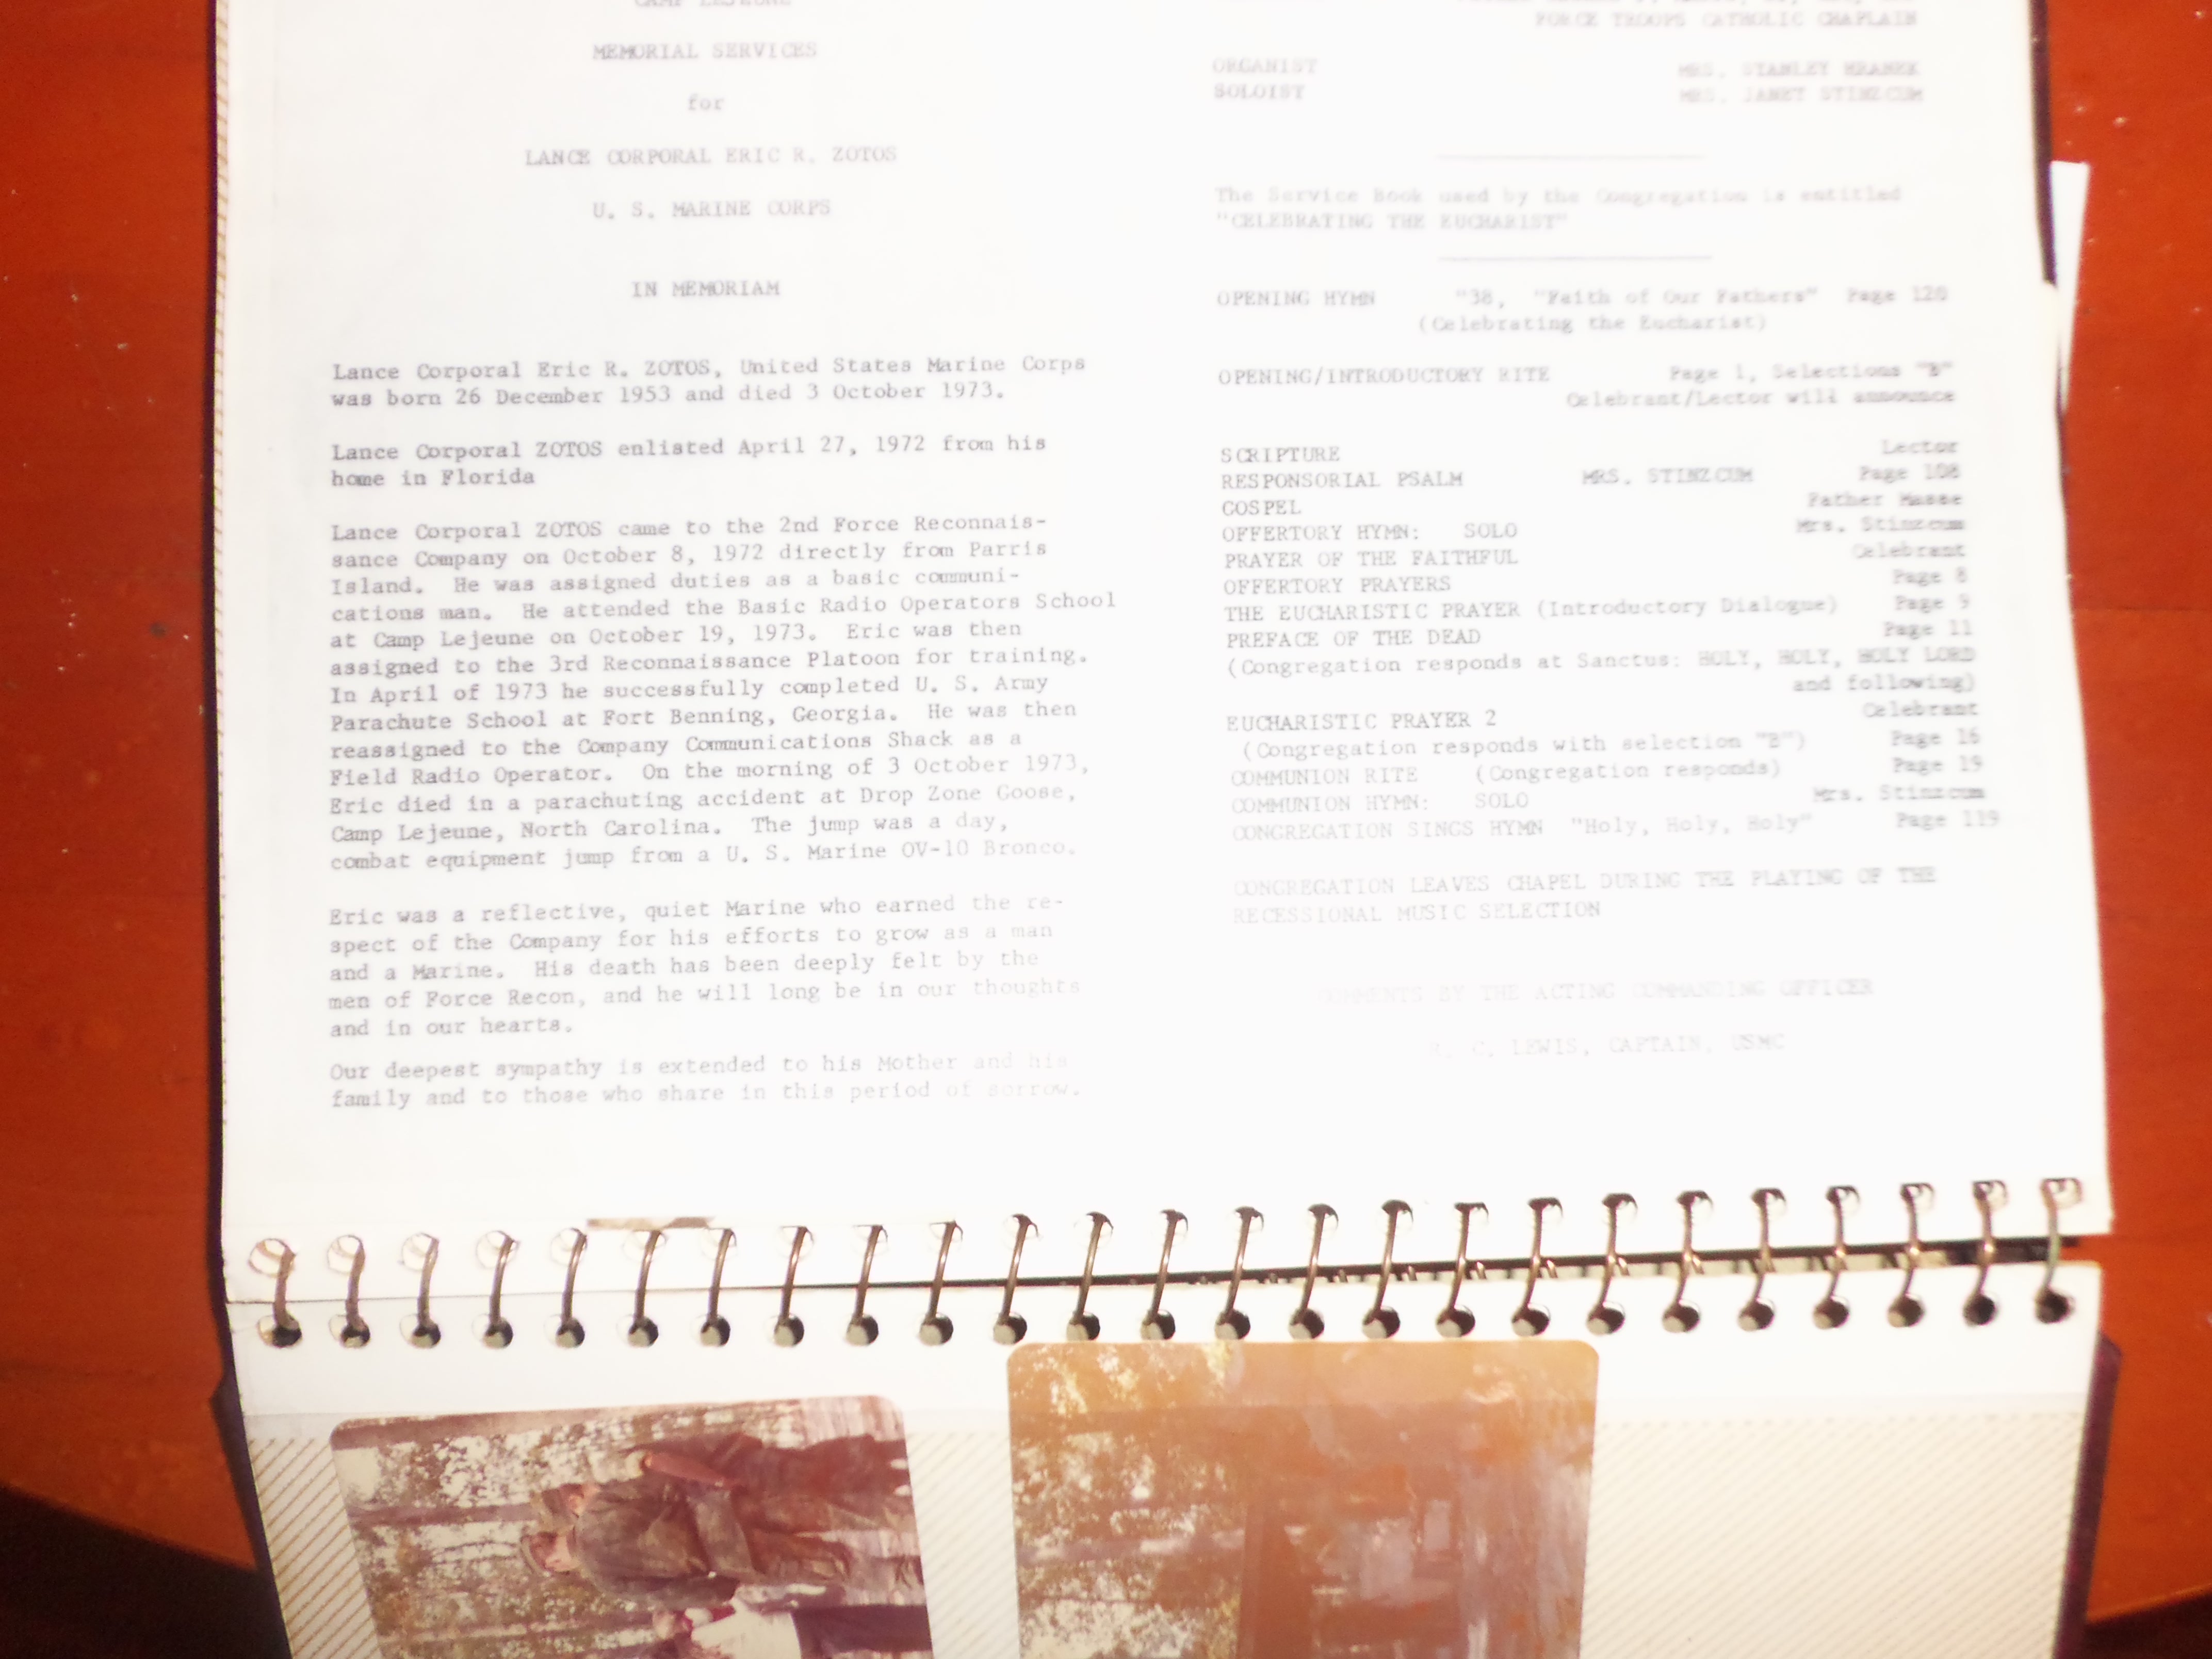 CAMP LEJEUNE
MEMORIAL SERVICES
for
LANCE CORPORAL ERIC R. ZOTOS
U. S. MARINE CORPS
IN MEMORIAM
Lance Corporal Eric R. ZOTOS, United States Marine Corps
was born 26 December 1953 and died 3 October 1973.
Lance Corporal ZOTOS enlisted April 27, 1972 from his
home in Florida
Lance Corporal ZOTOS came to the 2nd Force Reconnais-
sance Company on October 8, 1972 directly from Parris
Island. He was assigned duties as a basic communi-
cations man. He attended the Basic Radio Operators School
at Camp Lejeune on October 19, 1973. Eric was then
assigned to the 3rd Reconnaissance Platoon for training.
In April of 1973 he successfully completed U. S. Army
Parachute School at Fort Benning, Georgia. He was then
reassigned to the Company Communications Shack as a
Field Radio Operator. On the morning of 3 October 1973,
Eric died in a parachuting accident at Drop Zone Goose,
Camp Lejeune, North Carolina. The jump was a day,
combat equipment jump from a U. S. Marine OV-10 Bronco.
Eric was a reflective, quiet Marine who earned the re-
spect of the Company for his efforts to grow as a man
and a Marine. His death has been deeply felt by the
men of Force Recon, and he will long be in our thoughts
and in our hearts.
Our deepest sympathy is extended to his Mother and his
family and to those who share in this period of sorrow.
FORCE TROOPS CATHOLIC CHAPLAIN
ORGANIST MRS. STANLEY
SOLOIST MRS. JANET STINZCUM
The Service Book used by the Congregation is entitled
"CELEBRATING THE EUCHARIST"
OPENING HYMN "38, "Faith of Our Fathers" Page 120
(Celebrating the Eucharist)
OPENING/INTRODUCTORY RITE Page 1, Selections "B"
Celebrant/Lector will announce
SCRIPTURE Lector
RESPONSORIAL PSALM MRS. STINZCUM Page 108
GOSPEL Father Masse
OFFERTORY HYMN: SOLO Mrs. Stinzcum
PRAYER OF THE FAITHFUL Celebrant
OFFERTORY PRAYERS Page 8
THE EUCHARISTIC PRAYER (Introductory Dialogue) Page 9
PREFACE OF THE DEAD Page 11
(Congregation responds at Sanctus: HOLY, HOLY, HOLY LORD
and following)
EUCHARISTIC PRAYER 2 Celebrant
(Congregation responds with selection "B") Page 16
COMMUNION RITE (Congregation responds) Page 19
COMMUNION HYMN: SOLO Mrs. Stinzcum
CONGREGATION SINGS HYMN "Holy, Holy, Holy" Page 119
CONGREGATION LEAVES CHAPEL DURING THE PLAYING OF THE
RECESSIONAL MUSIC SELECTION
COMMENTS BY THE ACTING COMMANDING OFFICER
R. C. LEWIS, CAPTAIN, USMC